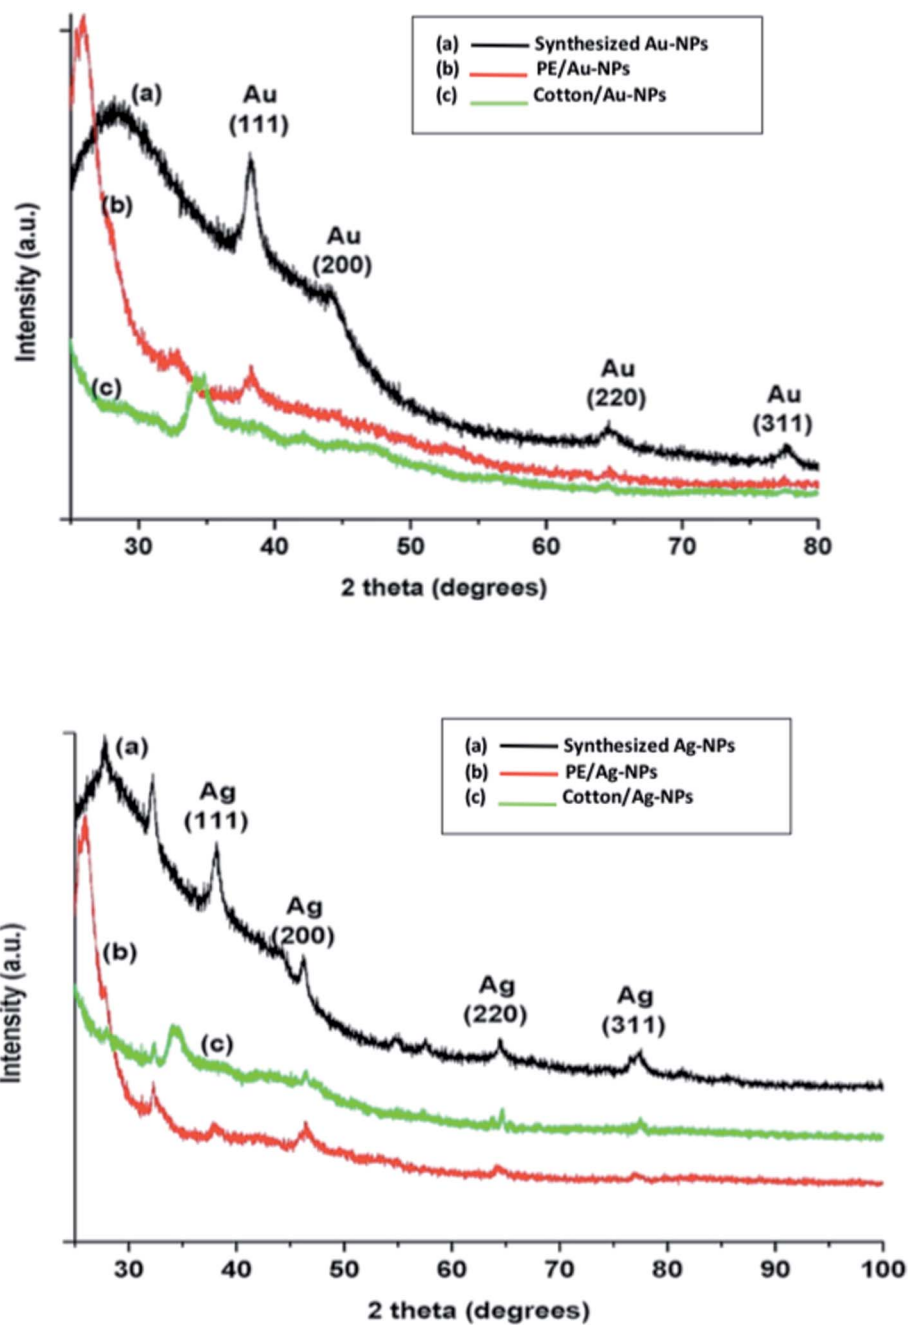 (a) Synthesized Au-NPs
(b) PE/Au-NPs
(c) Cotton/Au-NPs
(a)
Au
(111)
(b)
Au
(200)
(c)
Au
(220)
Au
(311)
Intensity (a.u.)
30 40 50 60 70 80
2 theta (degrees)
(a) Synthesized Ag-NPs
(b) PE/Ag-NPs
(c) Cotton/Ag-NPs
(a)
Ag
(111)
Ag
(200)
(b)
Ag
(220)
Ag
(311)
(c)
Intensity (a.u.)
30 40 50 60 70 80 90 100
2 theta (degrees)